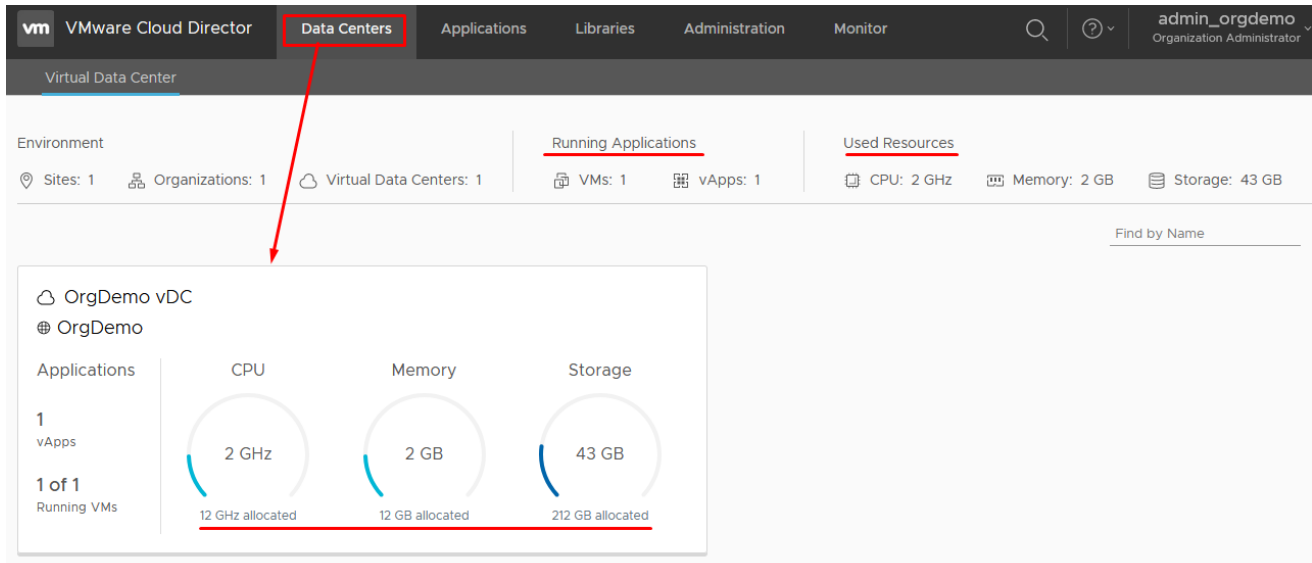 vm VMware Cloud Director Data Centers Applications Libraries Administration Monitor admin_orgdemo
Organization Administrator
Virtual Data Center
Environment Running Applications Used Resources
Sites: 1 Organizations: 1 Virtual Data Centers: 1 VMs: 1 vApps: 1 CPU: 2 GHz Memory: 2 GB Storage: 43 GB
Find by Name
OrgDemo vDC
OrgDemo
Applications CPU Memory Storage
1
vApps
2 GHz 2 GB 43 GB
1 of 1
Running VMs
12 GHz allocated 12 GB allocated 212 GB allocated